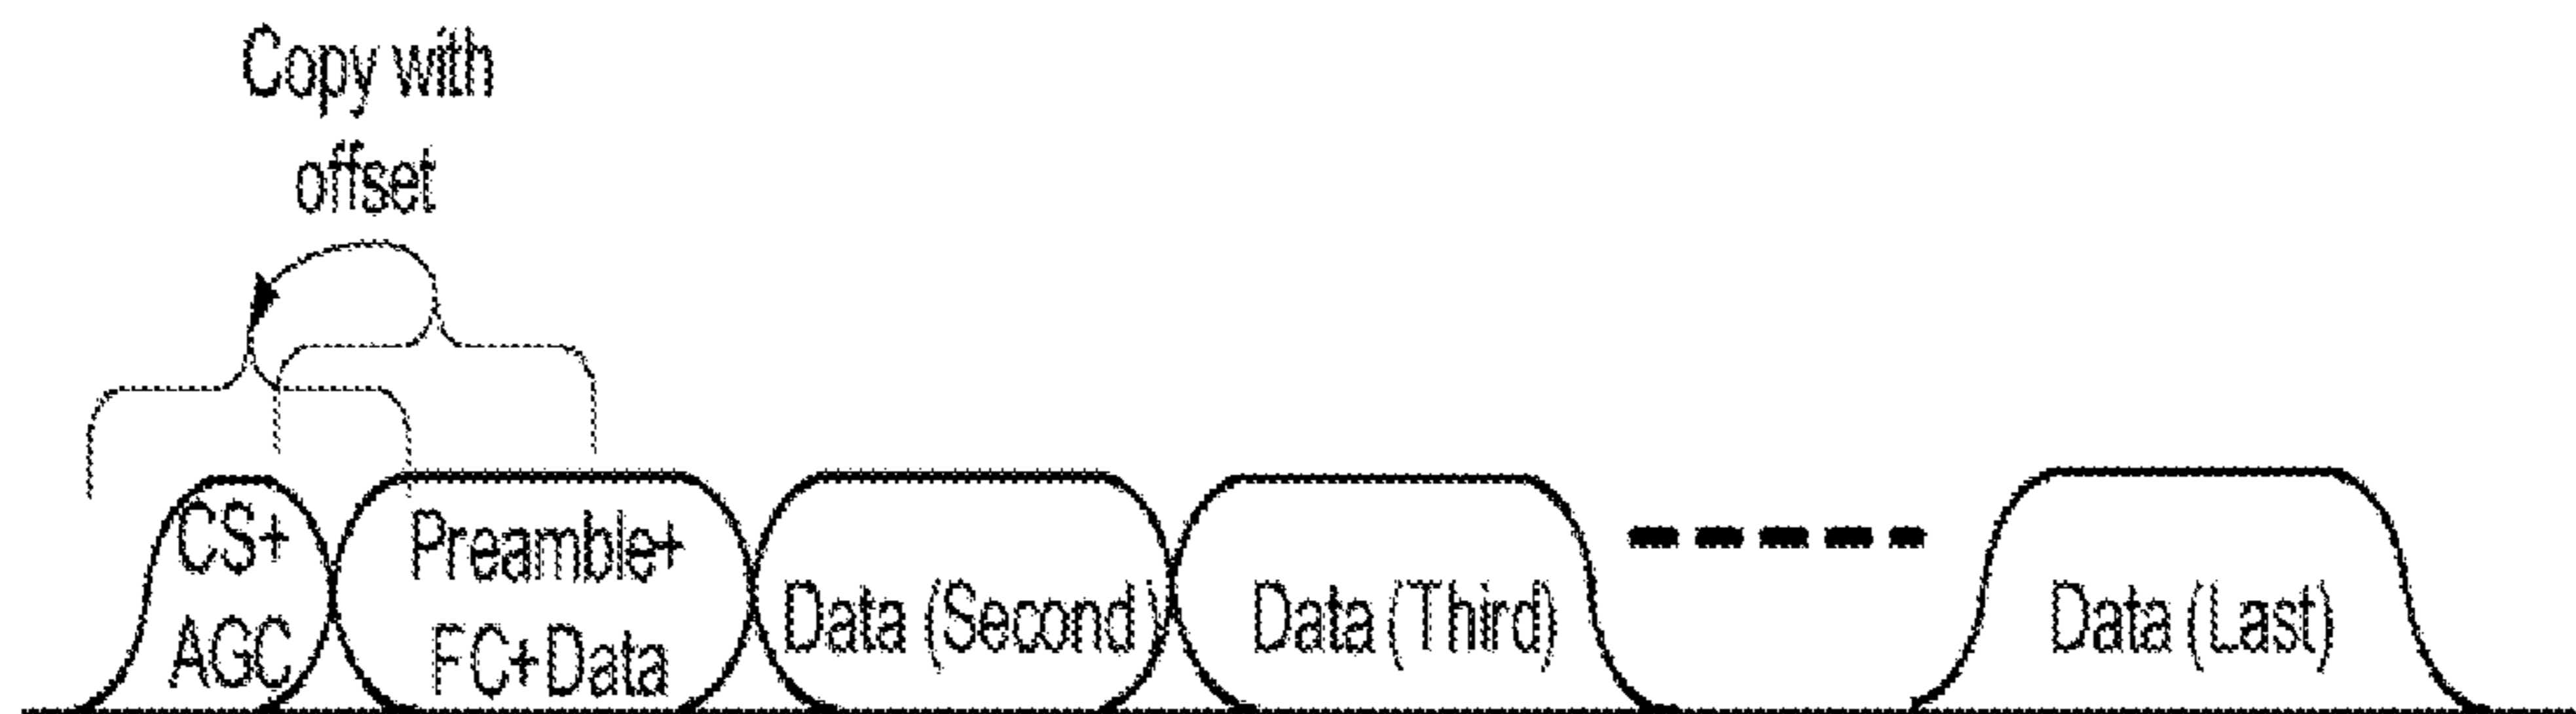 Copy with
offset
CS+
AGC
Preamble+
FC+Data
Data (Second)
Data (Third)
Data (Last)